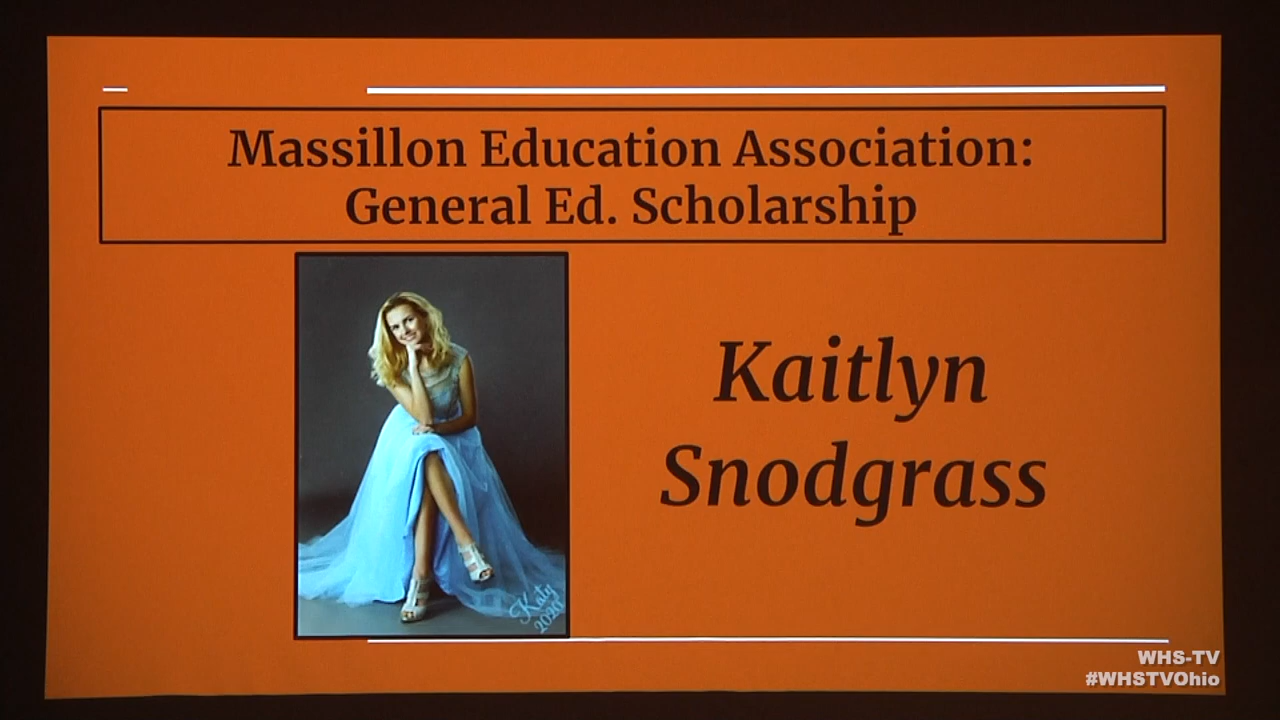 Massillon Education Association:
General Ed. Scholarship
Kaitlyn
Snodgrass
Katy
2020
WHS-TV
#WHSTVOhio